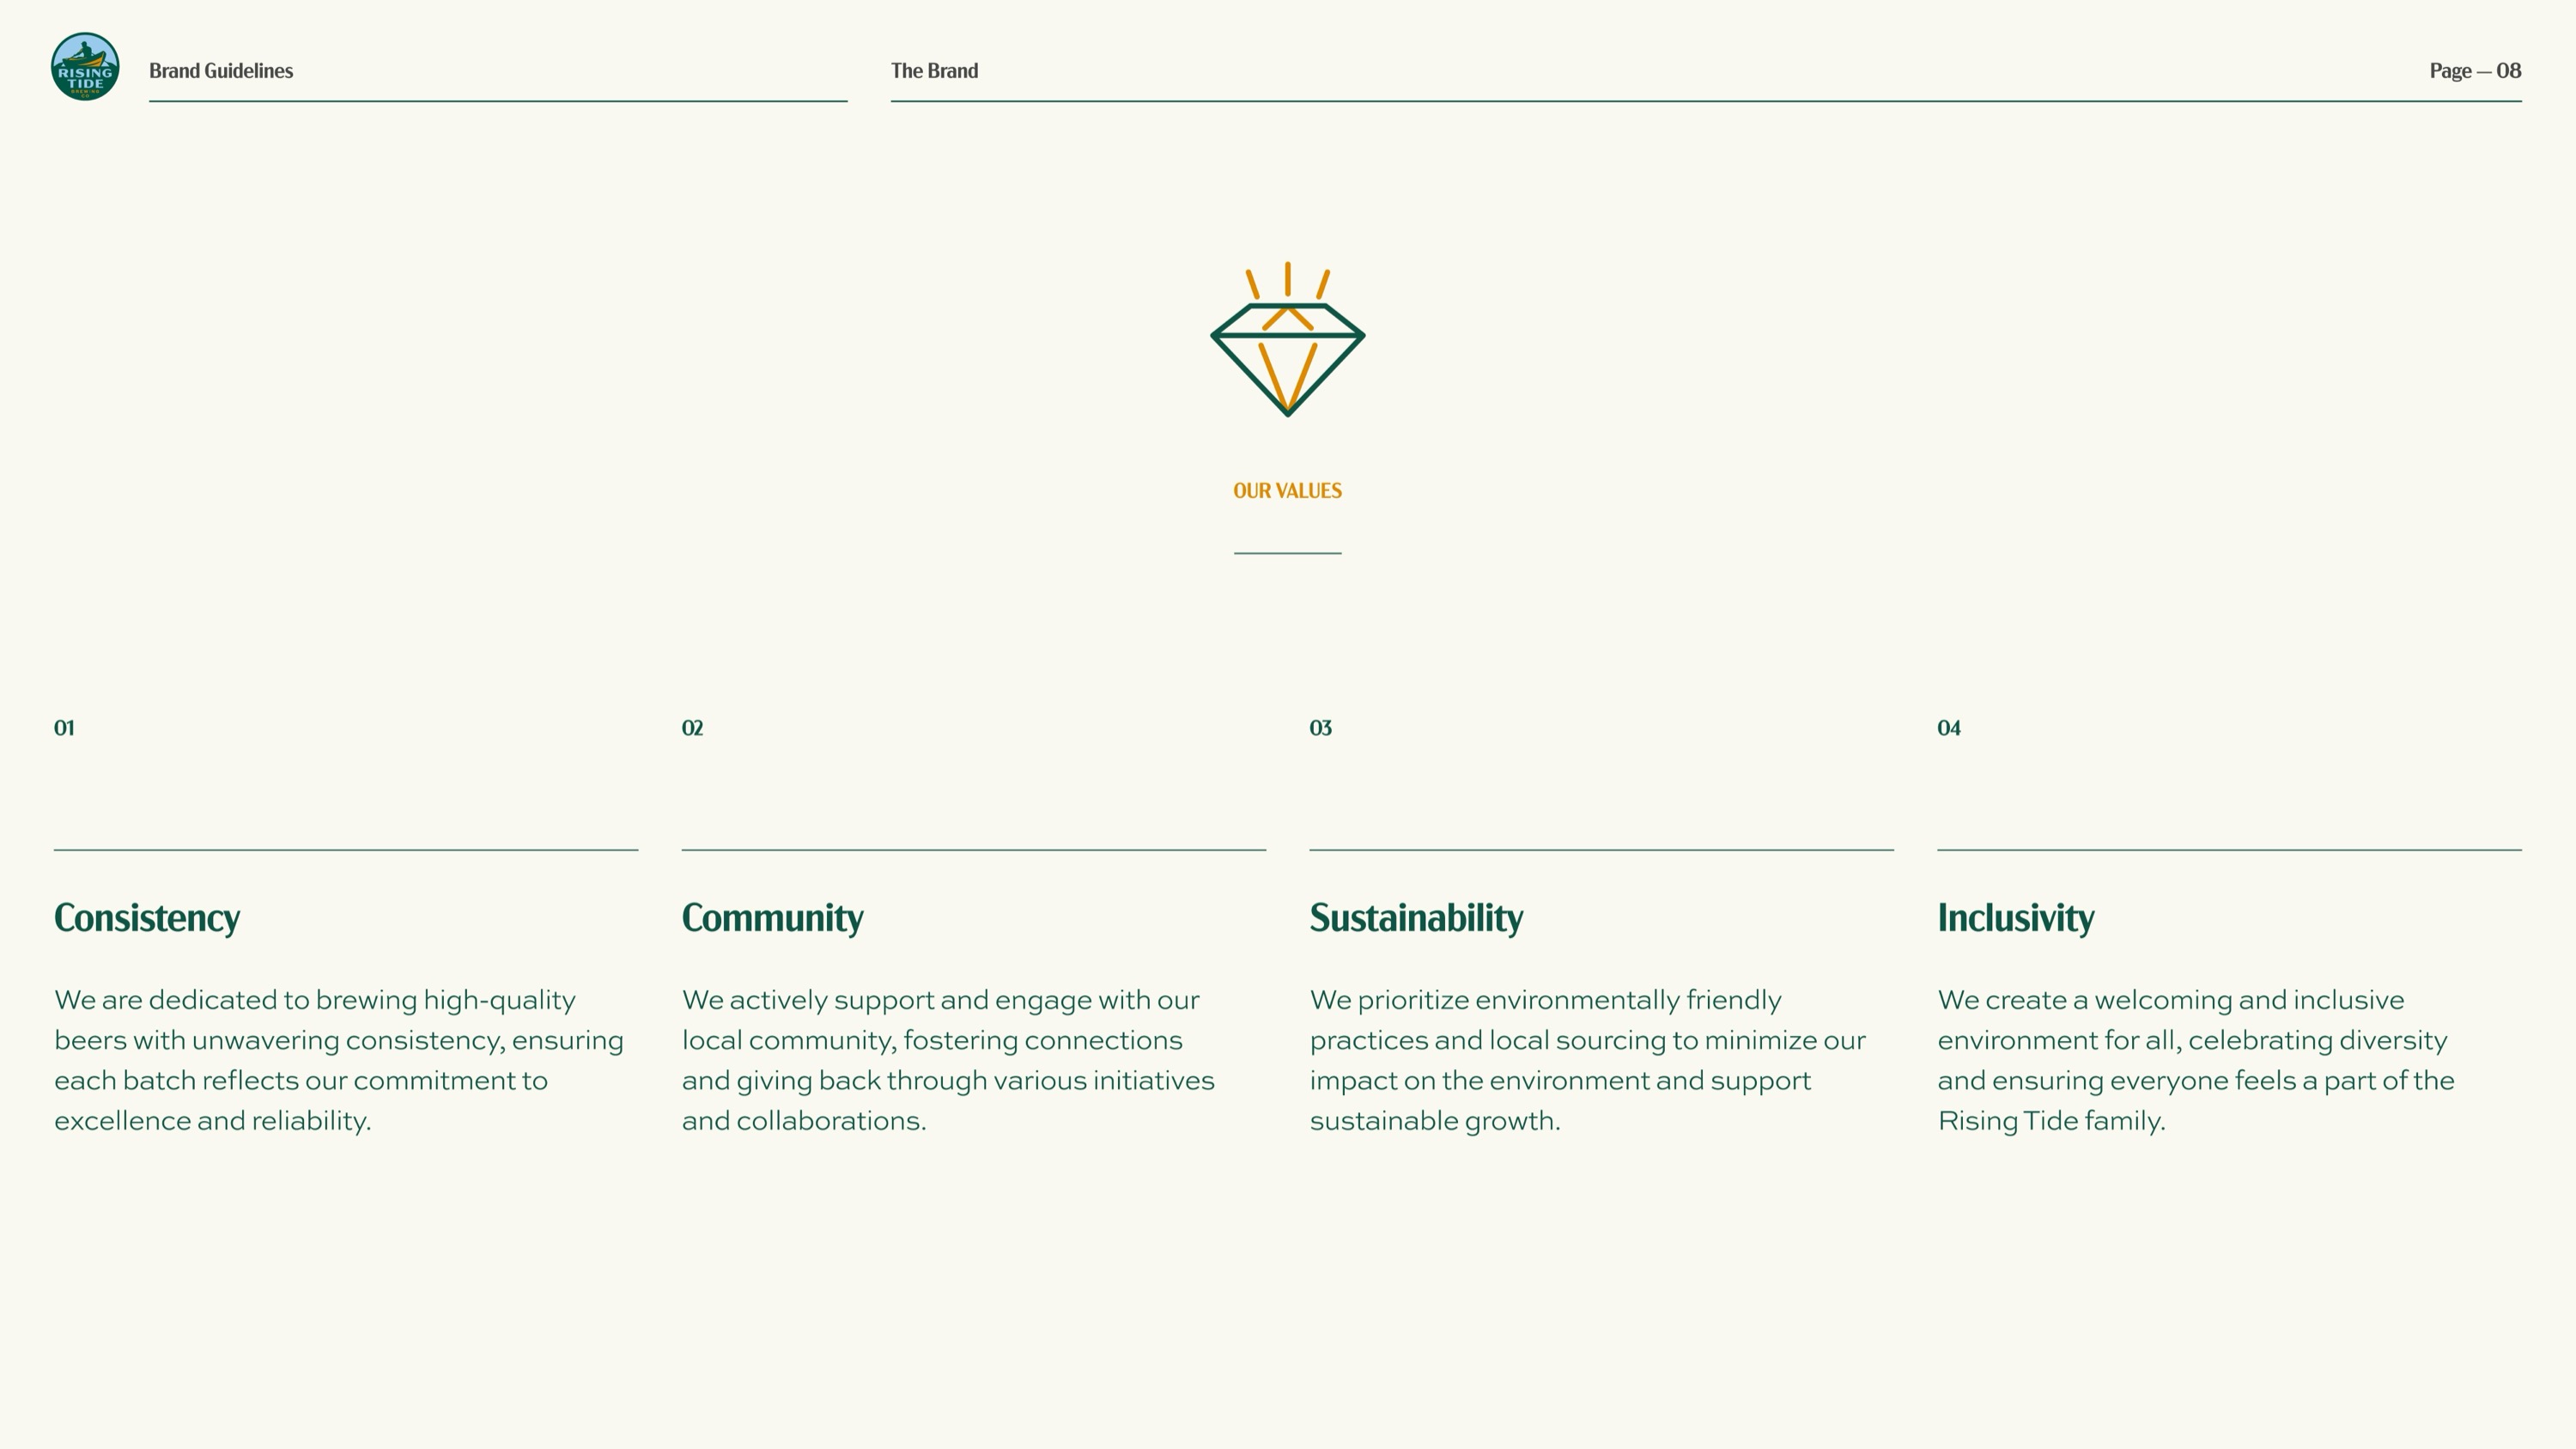 RISING
TIDE
BREWING
CO
Brand Guidelines
The Brand
Page — 08
OUR VALUES
01
Consistency
We are dedicated to brewing high-quality
beers with unwavering consistency, ensuring
each batch reflects our commitment to
excellence and reliability.
02
Community
We actively support and engage with our
local community, fostering connections
and giving back through various initiatives
and collaborations.
03
Sustainability
We prioritize environmentally friendly
practices and local sourcing to minimize our
impact on the environment and support
sustainable growth.
04
Inclusivity
We create a welcoming and inclusive
environment for all, celebrating diversity
and ensuring everyone feels a part of the
Rising Tide family.